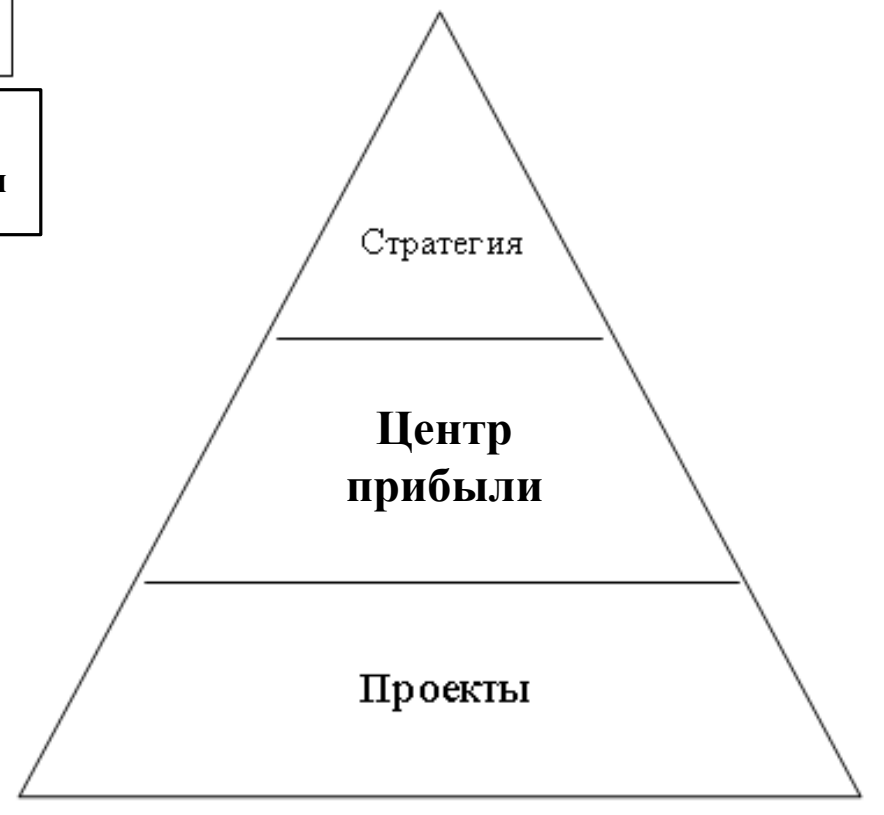 Стратегия
Центр
прибыли
Проекты